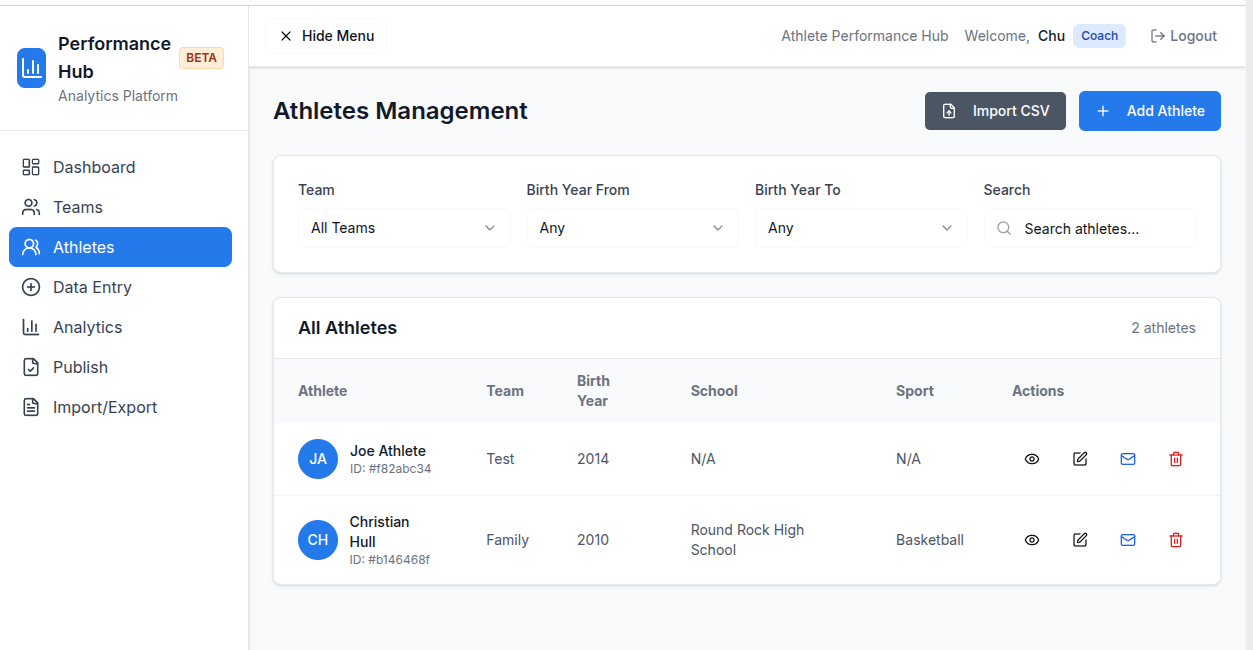 Performance
Hub
BETA
Analytics Platform
Hide Menu
Athlete Performance Hub
Welcome, Chu
Coach
Logout
Dashboard
Teams
Athletes
Data Entry
Analytics
Publish
Import/Export
Athletes Management
Import CSV
Add Athlete
Team
Birth Year From
Birth Year To
Search
All Teams
Any
Any
Search athletes...
All Athletes
2 athletes
Athlete
Team
Birth
Year
School
Sport
Actions
JA
Joe Athlete
ID: #f82abc34
Test
2014
N/A
N/A
CH
Christian
Hull
ID: #b146468f
Family
2010
Round Rock High
School
Basketball